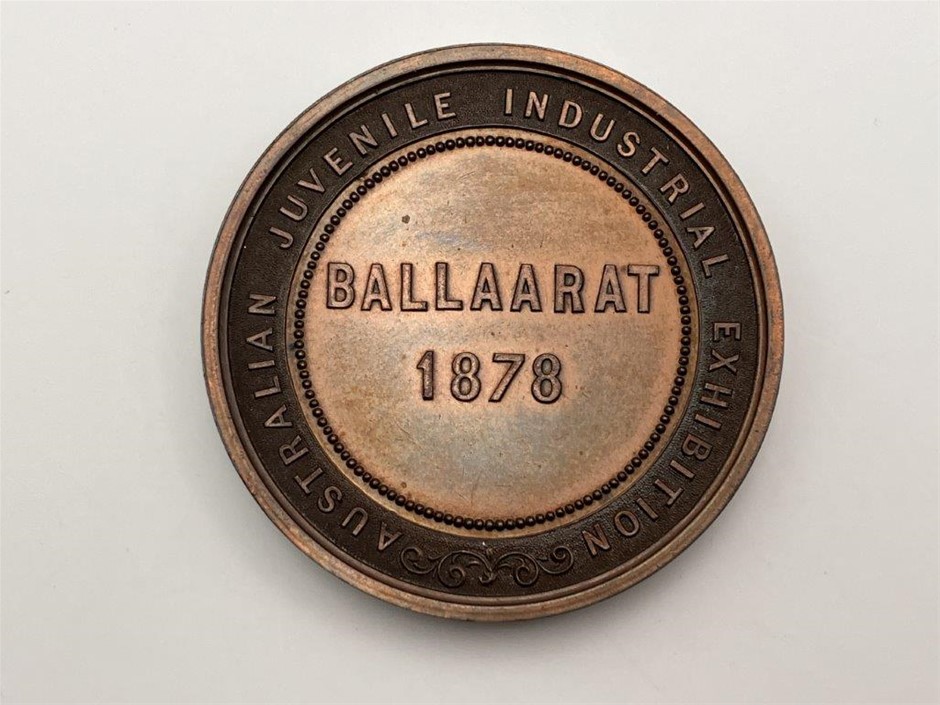 AUSTRALIAN JUVENILE INDUSTRIAL EXHIBITION
BALLAARAT
1878